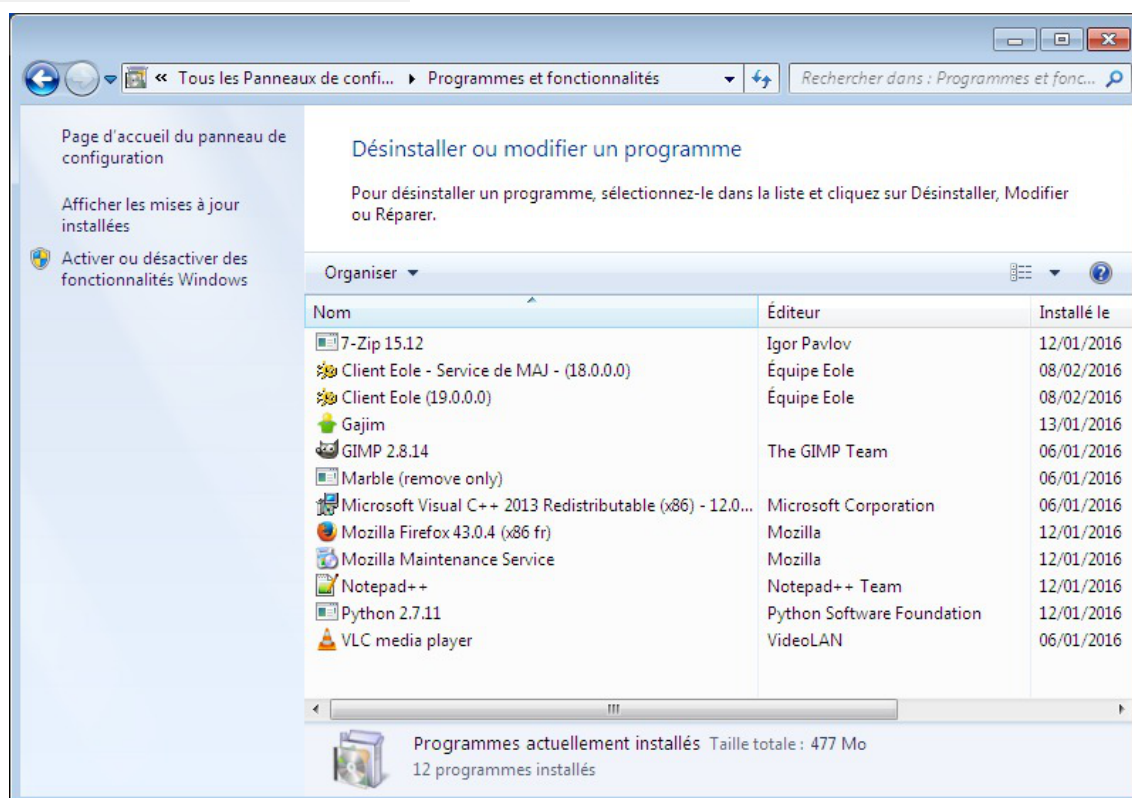 « Tous les Panneaux de confi... ▸ Programmes et fonctionnalités
Rechercher dans : Programmes et fonc...
Page d'accueil du panneau de
configuration
Afficher les mises à jour
installées
Activer ou désactiver des
fonctionnalités Windows
Désinstaller ou modifier un programme
Pour désinstaller un programme, sélectionnez-le dans la liste et cliquez sur Désinstaller, Modifier
ou Réparer.
Organiser
Nom Éditeur Installé le
7-Zip 15.12 Igor Pavlov 12/01/2016
Client Eole - Service de MAJ - (18.0.0.0) Équipe Eole 08/02/2016
Client Eole (19.0.0.0) Équipe Eole 08/02/2016
Gajim 13/01/2016
GIMP 2.8.14 The GIMP Team 06/01/2016
Marble (remove only) 06/01/2016
Microsoft Visual C++ 2013 Redistributable (x86) - 12.0... Microsoft Corporation 06/01/2016
Mozilla Firefox 43.0.4 (x86 fr) Mozilla 12/01/2016
Mozilla Maintenance Service Mozilla 12/01/2016
Notepad++ Notepad++ Team 12/01/2016
Python 2.7.11 Python Software Foundation 12/01/2016
VLC media player VideoLAN 06/01/2016
Programmes actuellement installés Taille totale : 477 Mo
12 programmes installés